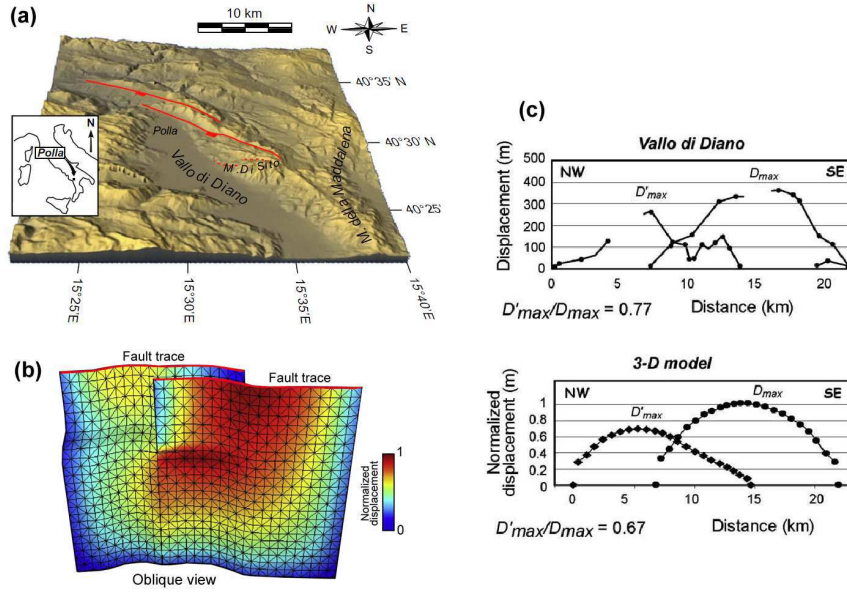 (a)
10 km
N
W
E
S
40°35' N
40°30' N
40°25'
Polla
Vallo di Diano
M. Di Sito
M della Maddalena
N
Polla
15°25'E
15°30'E
15°35'E
15°40'E
(b)
Fault trace
Fault trace
1
Normalized
displacement
0
Oblique view
(c)
Vallo di Diano
Displacement (m)
500
400
300
200
100
0
NW
SE
D'max
Dmax
0
5
10
15
20
D'max/Dmax = 0.77
Distance (km)
3-D model
Normalized
displacement (m)
1
0.8
0.6
0.4
0.2
0
NW
SE
D'max
Dmax
0
5
10
15
20
D'max/Dmax = 0.67
Distance (km)